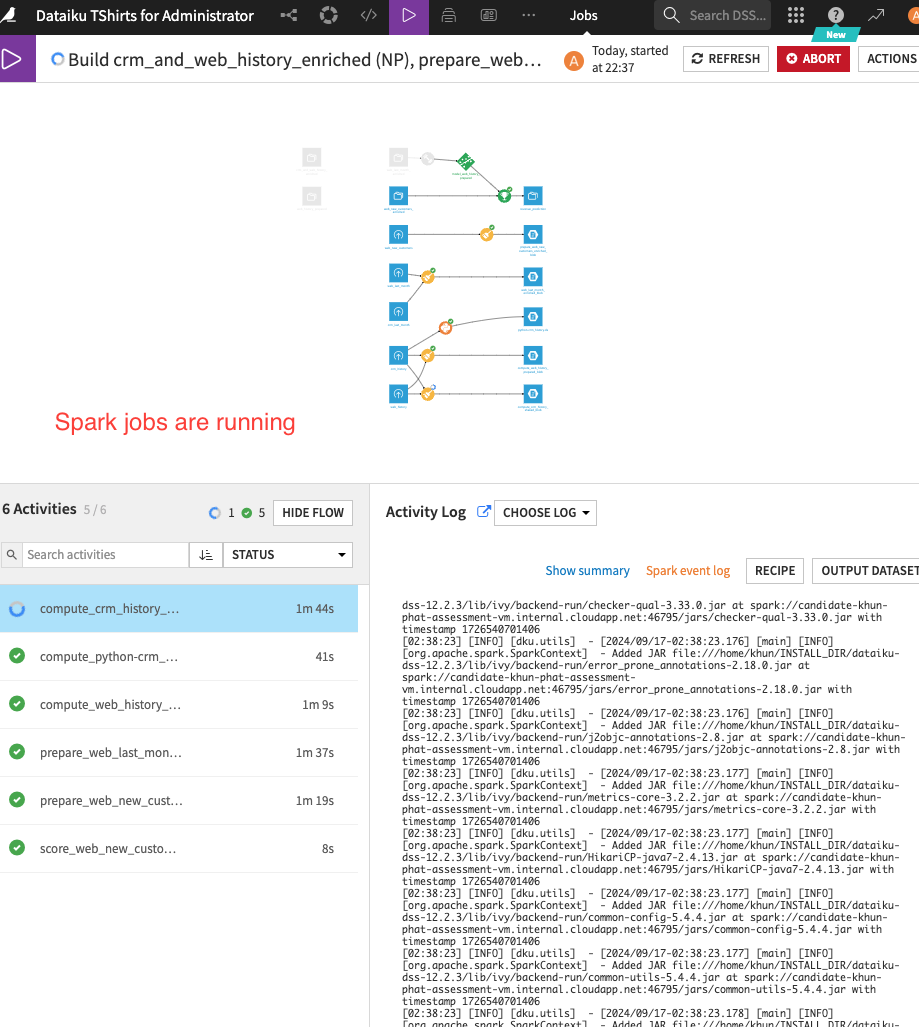 Dataiku TShirts for Administrator
Jobs
Search DSS...
New
Build crm_and_web_history_enriched (NP), prepare_web…
A
Today, started
at 22:37
REFRESH
ABORT
ACTIONS
Spark jobs are running
6 Activities 5 / 6
1
5
HIDE FLOW
Search activities
STATUS
compute_crm_history_… 1m 44s
compute_python-crm_… 41s
compute_web_history_… 1m 9s
prepare_web_last_mon… 1m 37s
prepare_web_new_cust… 1m 19s
score_web_new_custo… 8s
Activity Log
CHOOSE LOG
Show summary
Spark event log
RECIPE
OUTPUT DATASET
dss-12.2.3/lib/ivy/backend-run/checker-qual-3.33.0.jar at spark://candidate-khun-
phat-assessment-vm.internal.cloudapp.net:46795/jars/checker-qual-3.33.0.jar with
timestamp 1726540701406
[02:38:23] [INFO] [dku.utils]  - [2024/09/17-02:38:23.176] [main] [INFO]
[org.apache.spark.SparkContext]  - Added JAR file:///home/khun/INSTALL_DIR/dataiku-
dss-12.2.3/lib/ivy/backend-run/error_prone_annotations-2.18.0.jar at
spark://candidate-khun-phat-assessment-
vm.internal.cloudapp.net:46795/jars/error_prone_annotations-2.18.0.jar with
timestamp 1726540701406
[02:38:23] [INFO] [dku.utils]  - [2024/09/17-02:38:23.176] [main] [INFO]
[org.apache.spark.SparkContext]  - Added JAR file:///home/khun/INSTALL_DIR/dataiku-
dss-12.2.3/lib/ivy/backend-run/j2objc-annotations-2.8.jar at spark://candidate-khun-
phat-assessment-vm.internal.cloudapp.net:46795/jars/j2objc-annotations-2.8.jar with
timestamp 1726540701406
[02:38:23] [INFO] [dku.utils]  - [2024/09/17-02:38:23.177] [main] [INFO]
[org.apache.spark.SparkContext]  - Added JAR file:///home/khun/INSTALL_DIR/dataiku-
dss-12.2.3/lib/ivy/backend-run/metrics-core-3.2.2.jar at spark://candidate-khun-
phat-assessment-vm.internal.cloudapp.net:46795/jars/metrics-core-3.2.2.jar with
timestamp 1726540701406
[02:38:23] [INFO] [dku.utils]  - [2024/09/17-02:38:23.177] [main] [INFO]
[org.apache.spark.SparkContext]  - Added JAR file:///home/khun/INSTALL_DIR/dataiku-
dss-12.2.3/lib/ivy/backend-run/HikariCP-java7-2.4.13.jar at spark://candidate-khun-
phat-assessment-vm.internal.cloudapp.net:46795/jars/HikariCP-java7-2.4.13.jar with
timestamp 1726540701406
[02:38:23] [INFO] [dku.utils]  - [2024/09/17-02:38:23.177] [main] [INFO]
[org.apache.spark.SparkContext]  - Added JAR file:///home/khun/INSTALL_DIR/dataiku-
dss-12.2.3/lib/ivy/backend-run/common-config-5.4.4.jar at spark://candidate-khun-
phat-assessment-vm.internal.cloudapp.net:46795/jars/common-config-5.4.4.jar with
timestamp 1726540701406
[02:38:23] [INFO] [dku.utils]  - [2024/09/17-02:38:23.177] [main] [INFO]
[org.apache.spark.SparkContext]  - Added JAR file:///home/khun/INSTALL_DIR/dataiku-
dss-12.2.3/lib/ivy/backend-run/common-utils-5.4.4.jar at spark://candidate-khun-
phat-assessment-vm.internal.cloudapp.net:46795/jars/common-utils-5.4.4.jar with
timestamp 1726540701406
[02:38:23] [INFO] [dku.utils]  - [2024/09/17-02:38:23.178] [main] [INFO]
[org.apache.spark.SparkContext]  - Added JAR file:///home/khun/INSTALL_DIR/dataiku-